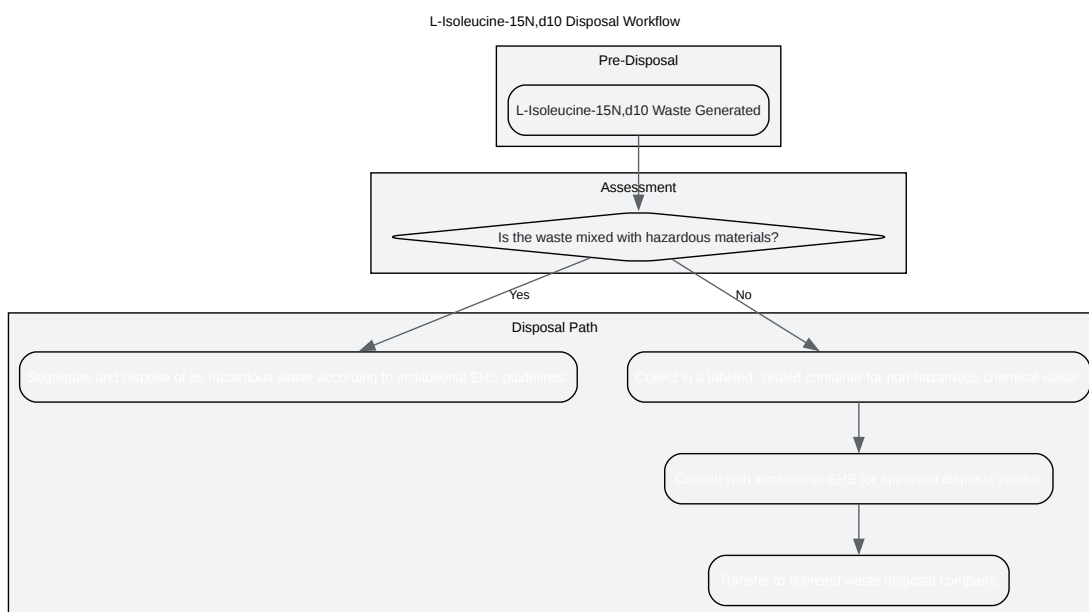 L-Isoleucine-15N,d10 Disposal Workflow
Pre-Disposal
L-Isoleucine-15N,d10 Waste Generated
Assessment
Is the waste mixed with hazardous materials?
Yes
No
Disposal Path
Segregate and dispose of as hazardous waste according to institutional EHS guidelines.
Collect in a labeled, sealed container for non-hazardous chemical waste.
Consult with institutional EHS for approved disposal vendor.
Transfer to licensed waste disposal company.